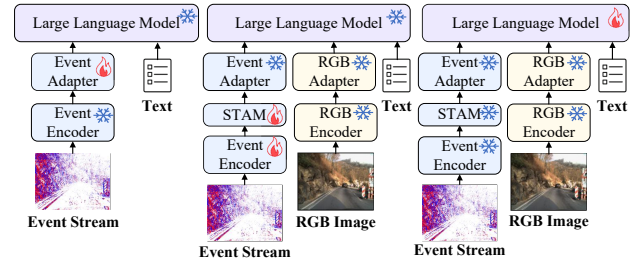 Large Language Model
Event
Adapter
Text
Event
Encoder
Event Stream
Large Language Model
Event
Adapter
RGB
Adapter
STAM
Text
RGB
Encoder
Event
Encoder
RGB Image
Event Stream
Large Language Model
Event
Adapter
RGB
Adapter
STAM
Text
RGB
Encoder
Event
Encoder
RGB Image
Event Stream